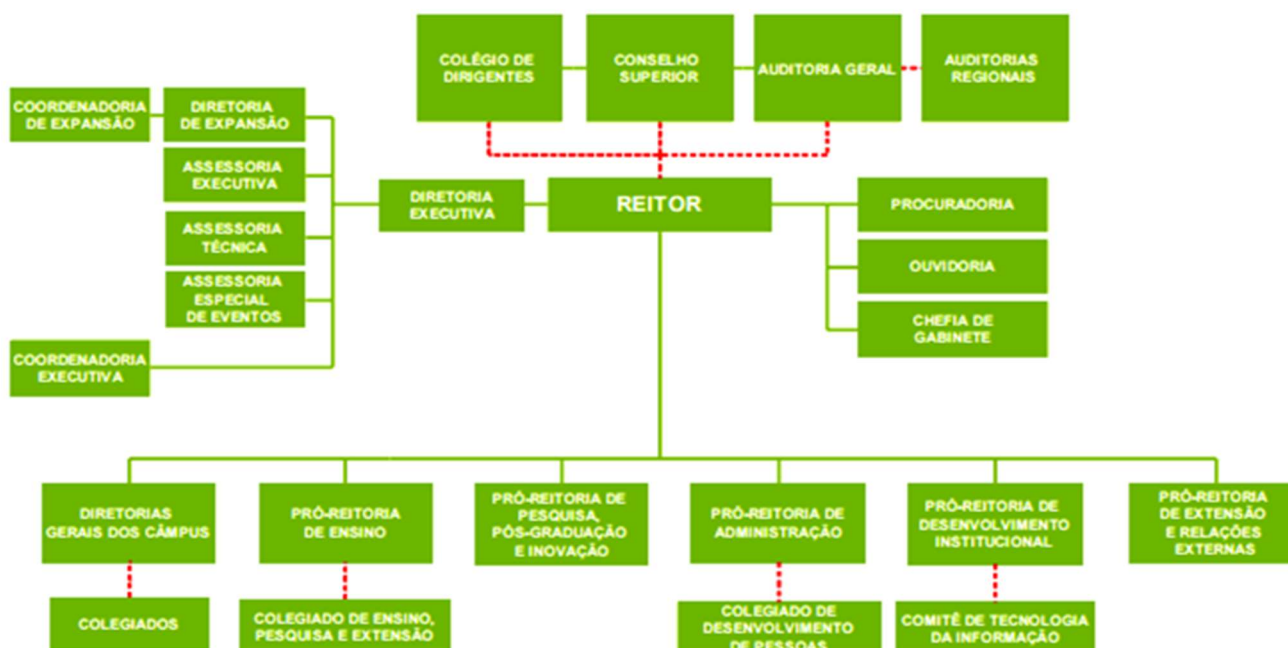 COLÉGIO DE
DIRIGENTES
CONSELHO
SUPERIOR
AUDITORIA GERAL
AUDITORIAS
REGIONAIS
COORDENADORIA
DE EXPANSÃO
DIRETORIA
DE EXPANSÃO
ASSESSORIA
EXECUTIVA
ASSESSORIA
TÉCNICA
ASSESSORIA
ESPECIAL
DE EVENTOS
COORDENADORIA
EXECUTIVA
DIRETORIA
EXECUTIVA
REITOR
PROCURADORIA
OUVIDORIA
CHEFIA DE
GABINETE
DIRETORIAS
GERAIS DOS CÂMPUS
PRÓ-REITORIA
DE ENSINO
PRÓ-REITORIA DE
PESQUISA,
PÓS-GRADUAÇÃO
E INOVAÇÃO
PRÓ-REITORIA DE
ADMINISTRAÇÃO
PRÓ-REITORIA DE
DESENVOLVIMENTO
INSTITUCIONAL
PRÓ-REITORIA
DE EXTENSÃO
E RELAÇÕES
EXTERNAS
COLEGIADOS
COLEGIADO DE ENSINO,
PESQUISA E EXTENSÃO
COLEGIADO DE
DESENVOLVIMENTO
DE PESSOAS
COMITÊ DE TECNOLOGIA
DA INFORMAÇÃO